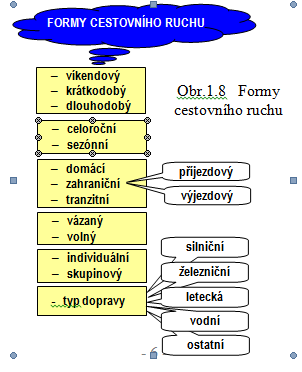 FORMY CESTOVNÍHO RUCHU
– víkendový
– krátkodobý
– dlouhodobý
Obr.1.8 Formy
cestovního ruchu
– celoroční
– sezónní
– domácí
– zahraniční
– tranzitní
příjezdový
výjezdový
– vázaný
– volný
– individuální
– skupinový
- typ dopravy
silniční
železniční
letecká
vodní
ostatní